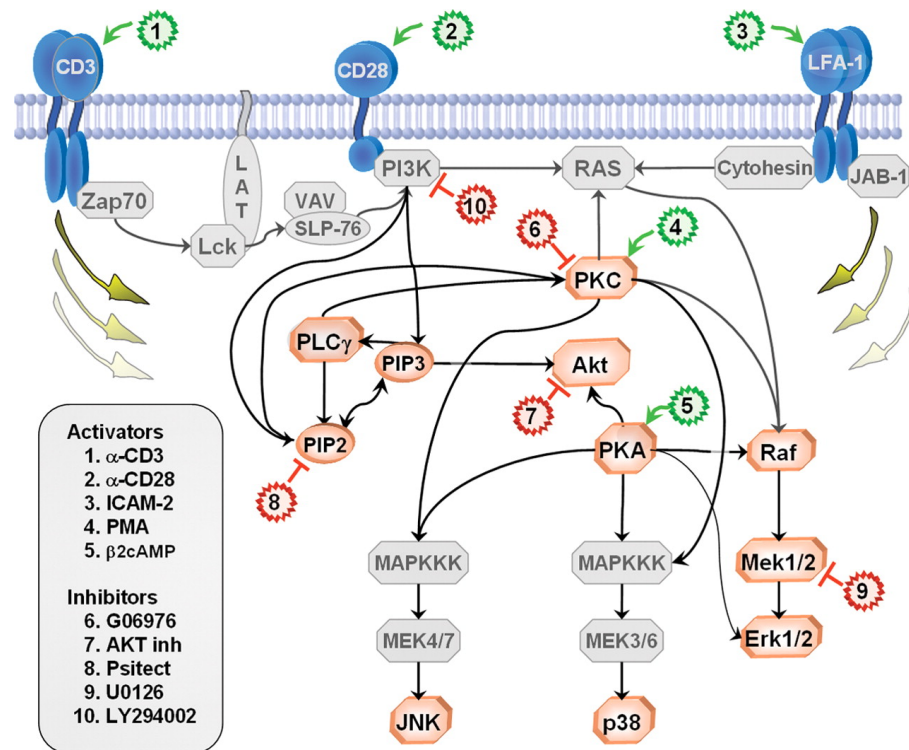 1
2
3
CD3
CD28
LFA-1
LAT
PI3K
RAS
Cytohesin
JAB-1
Zap70
VAV
SLP-76
Lck
10
6
4
PKC
PLCγ
PIP3
Akt
7
5
PIP2
PKA
Raf
8
MAPKKK
MAPKKK
Mek1/2
9
MEK4/7
MEK3/6
Erk1/2
JNK
p38
Activators
1. α-CD3
2. α-CD28
3. ICAM-2
4. PMA
5. β2cAMP
Inhibitors
6. G06976
7. AKT inh
8. Psitect
9. U0126
10. LY294002